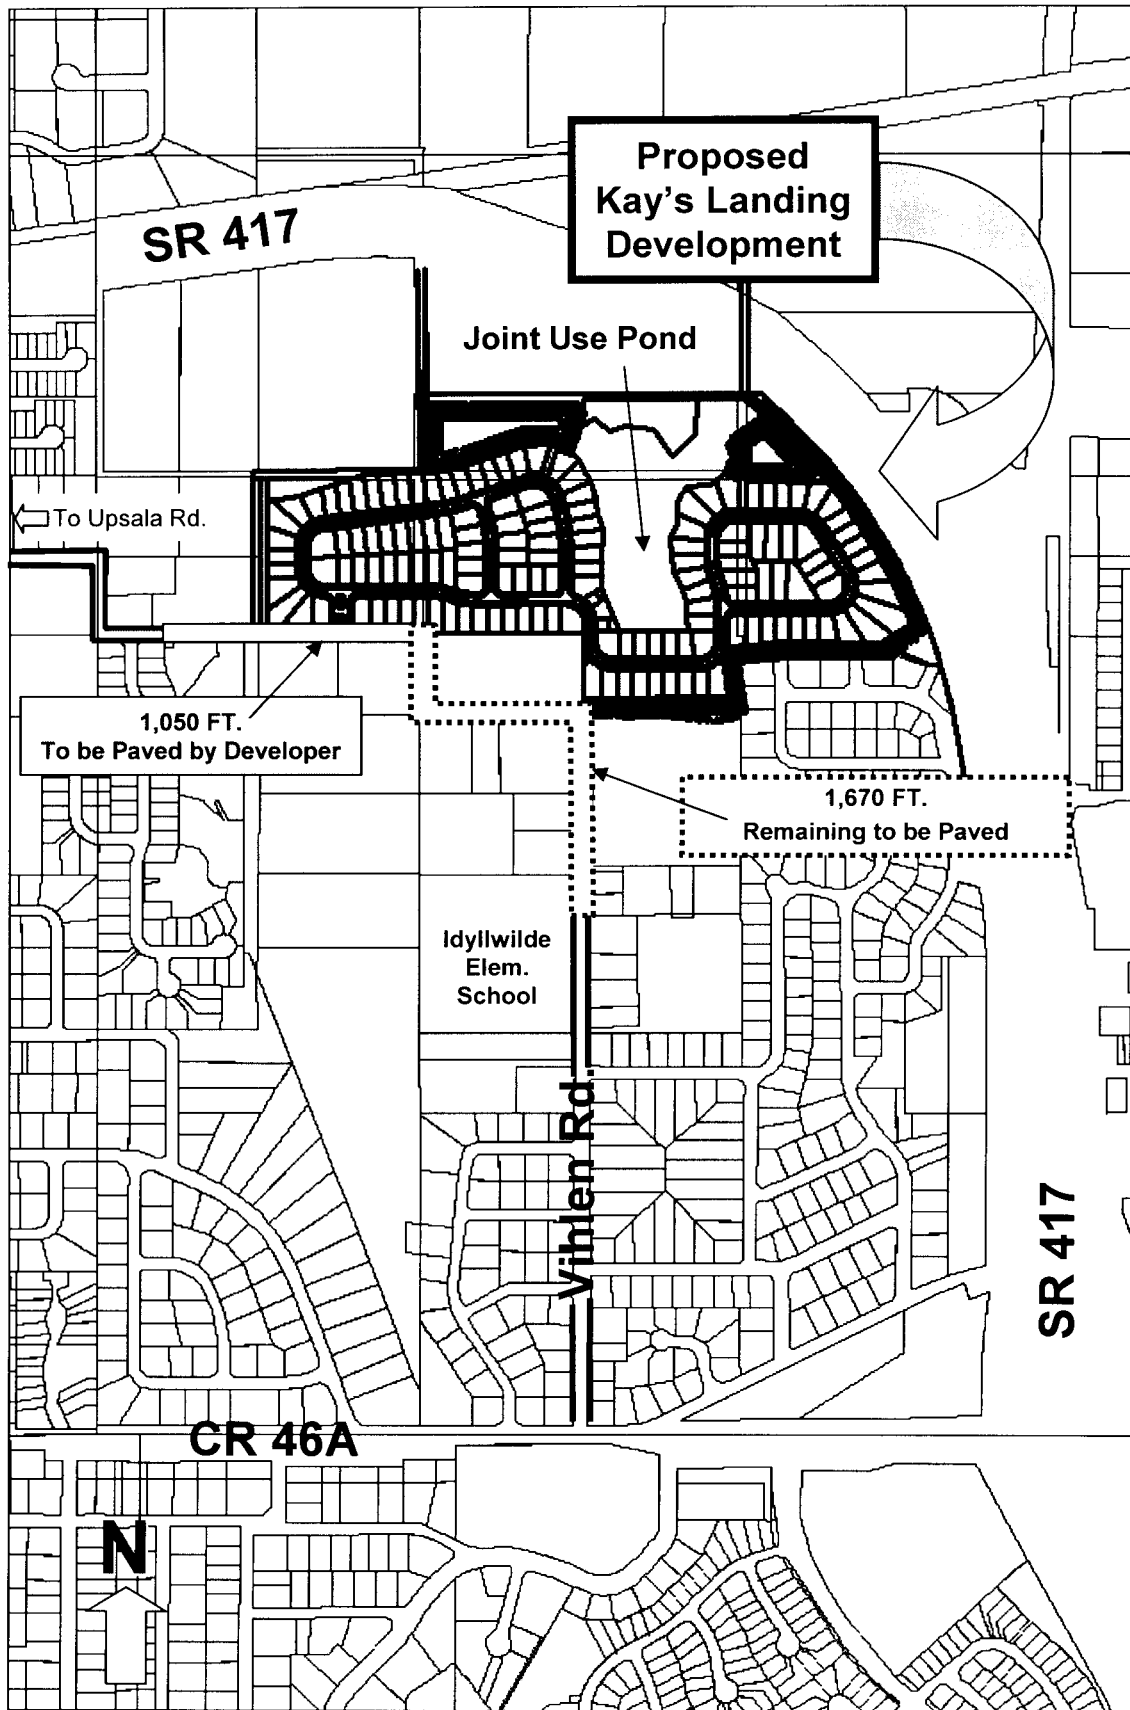 Proposed
Kay's Landing
Development
SR 417
Joint Use Pond
To Upsala Rd.
1,050 FT.
To be Paved by Developer
1,670 FT.
Remaining to be Paved
Idyllwilde
Elem.
School
Vihlen Rd.
SR 417
CR 46A
N